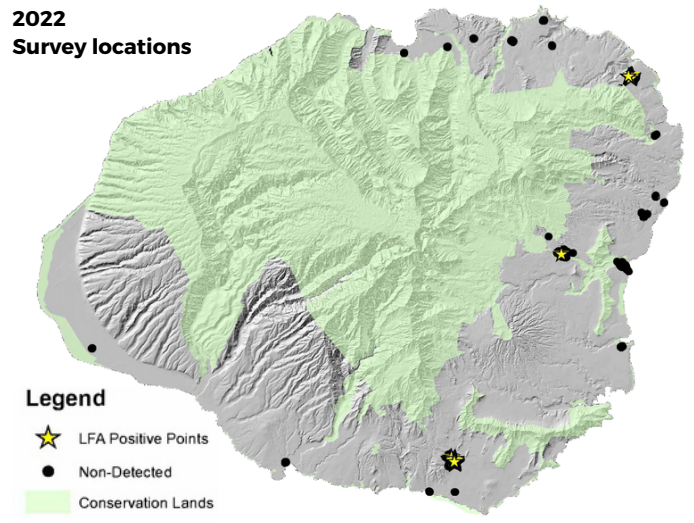 2022
Survey locations
Legend
LFA Positive Points
Non-Detected
Conservation Lands